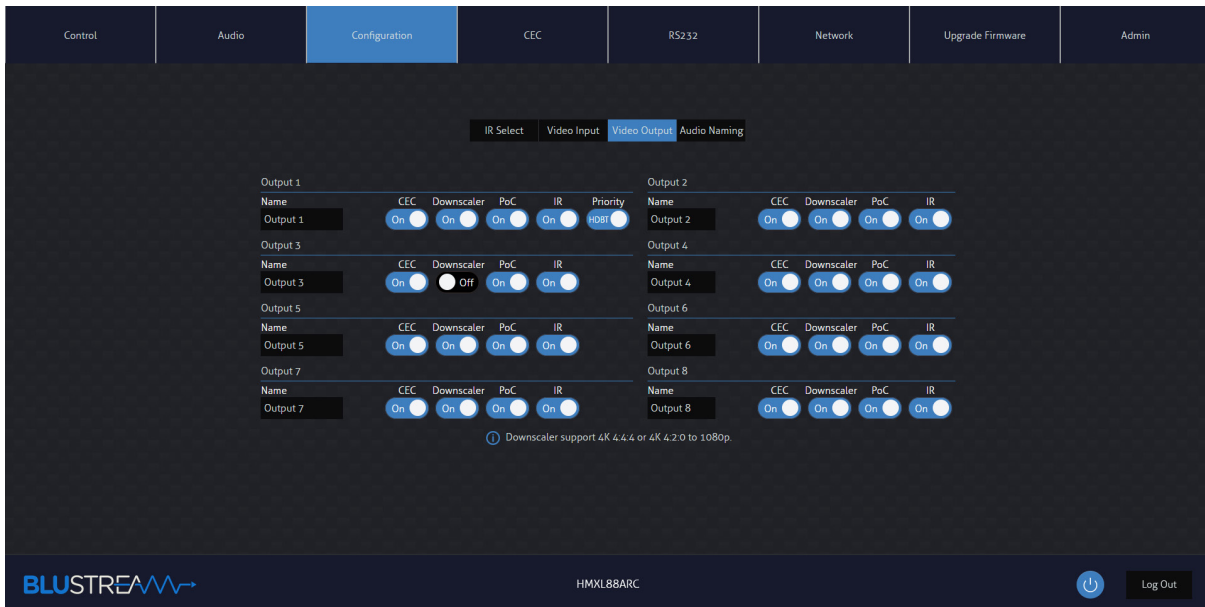 Control Audio Configuration CEC RS232 Network Upgrade Firmware Admin
IR Select Video Input Video Output Audio Naming
Output 1
Name CEC Downscaler PoC IR Priority
Output 1 On On On On HDBT
Output 2
Name CEC Downscaler PoC IR
Output 2 On On On On
Output 3
Name CEC Downscaler PoC IR
Output 3 On Off On On
Output 4
Name CEC Downscaler PoC IR
Output 4 On On On On
Output 5
Name CEC Downscaler PoC IR
Output 5 On On On On
Output 6
Name CEC Downscaler PoC IR
Output 6 On On On On
Output 7
Name CEC Downscaler PoC IR
Output 7 On On On On
Output 8
Name CEC Downscaler PoC IR
Output 8 On On On On
i Downscaler support 4K 4:4:4 or 4K 4:2:0 to 1080p.
BLUSTREAM HMXL88ARC Log Out